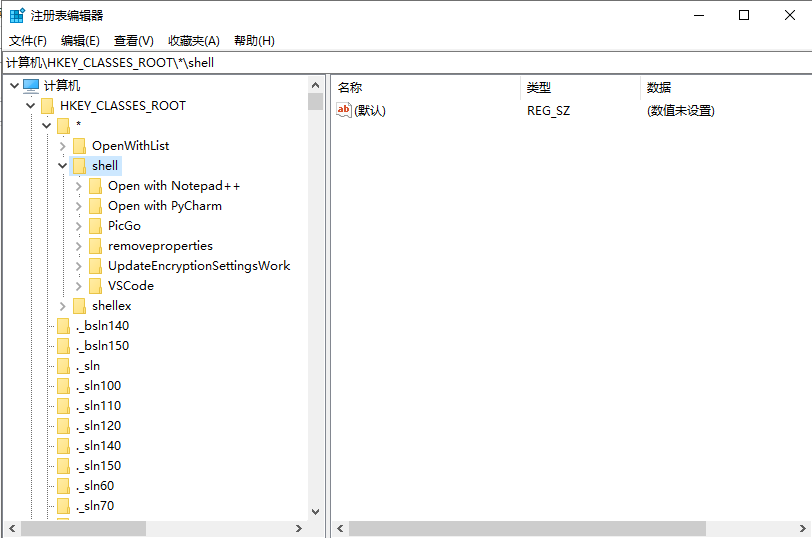 注册表编辑器
文件(F) 编辑(E) 查看(V) 收藏夹(A) 帮助(H)
计算机\HKEY_CLASSES_ROOT\*\shell
计算机
HKEY_CLASSES_ROOT
*
OpenWithList
shell
Open with Notepad++
Open with PyCharm
PicGo
removeproperties
UpdateEncryptionSettingsWork
VSCode
shellex
._bsln140
._bsln150
._sln
._sln100
._sln110
._sln120
._sln140
._sln150
._sln60
._sln70
名称 类型 数据
ab (默认) REG_SZ (数值未设置)